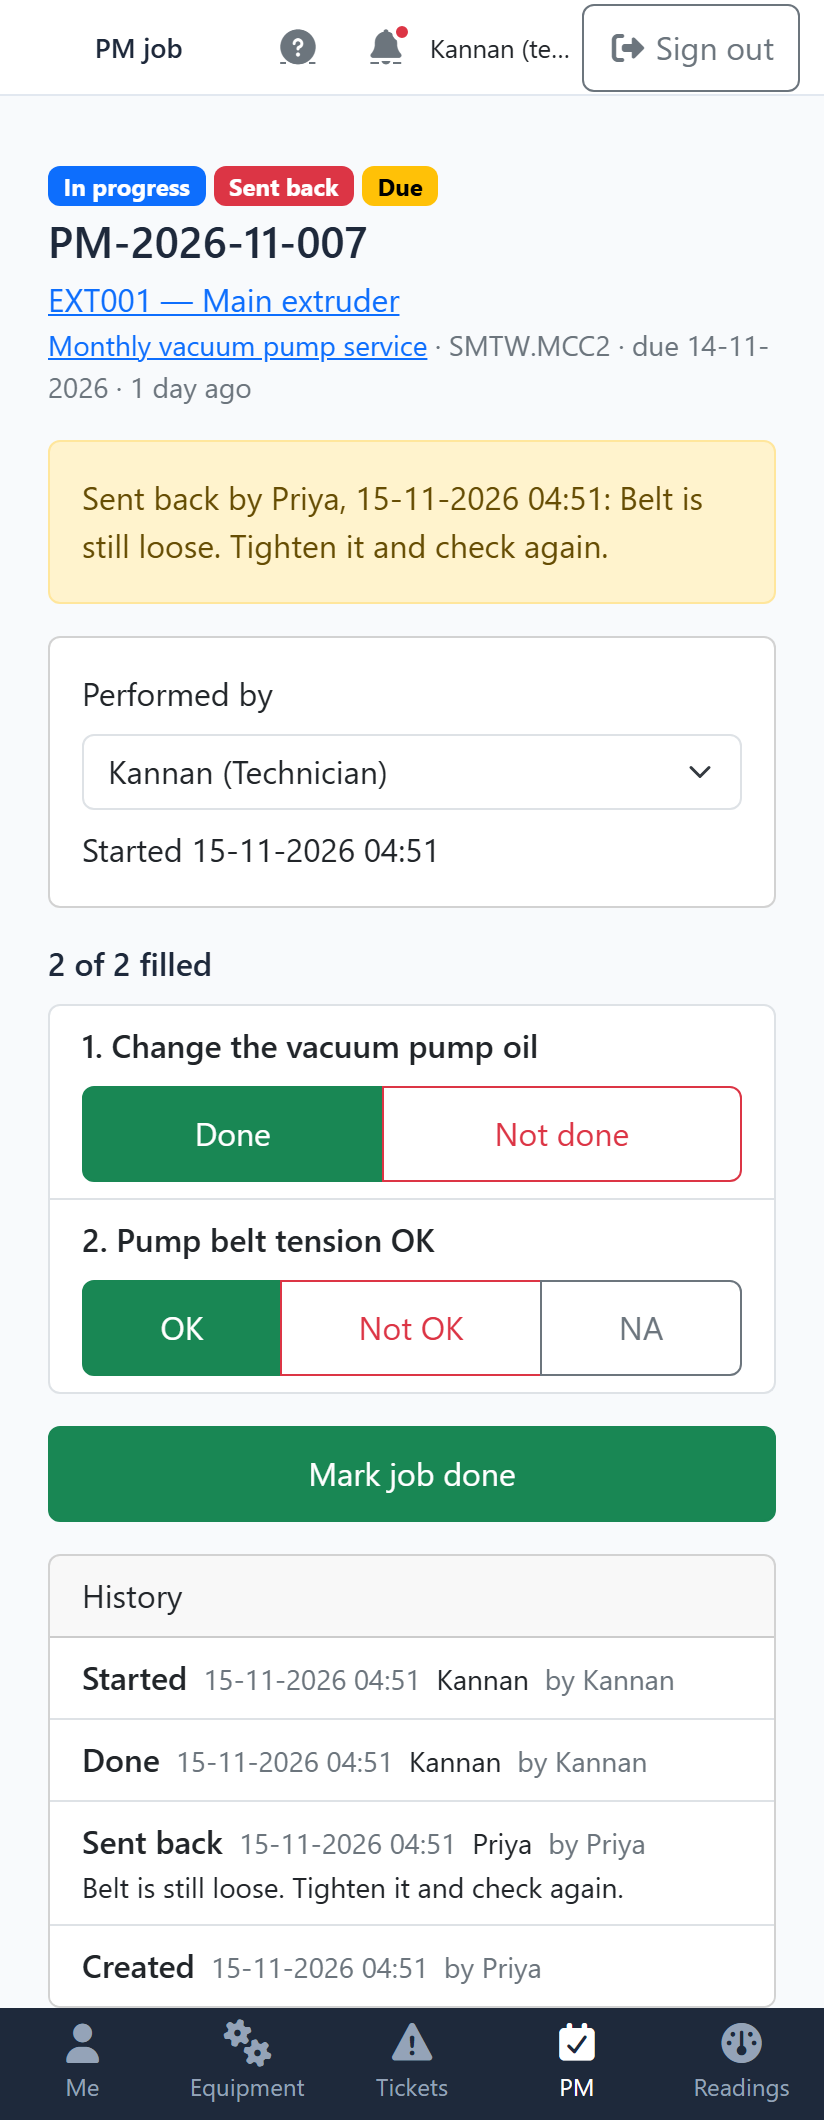 PM job
Kannan (te...
Sign out
In progress
Sent back
Due
PM-2026-11-007
EXT001 — Main extruder
Monthly vacuum pump service · SMTW.MCC2 · due 14-11-
2026 · 1 day ago
Sent back by Priya, 15-11-2026 04:51: Belt is
still loose. Tighten it and check again.
Performed by
Kannan (Technician)
Started 15-11-2026 04:51
2 of 2 filled
1. Change the vacuum pump oil
Done
Not done
2. Pump belt tension OK
OK
Not OK
NA
Mark job done
History
Started 15-11-2026 04:51 Kannan by Kannan
Done 15-11-2026 04:51 Kannan by Kannan
Sent back 15-11-2026 04:51 Priya by Priya
Belt is still loose. Tighten it and check again.
Created 15-11-2026 04:51 by Priya
Me
Equipment
Tickets
PM
Readings